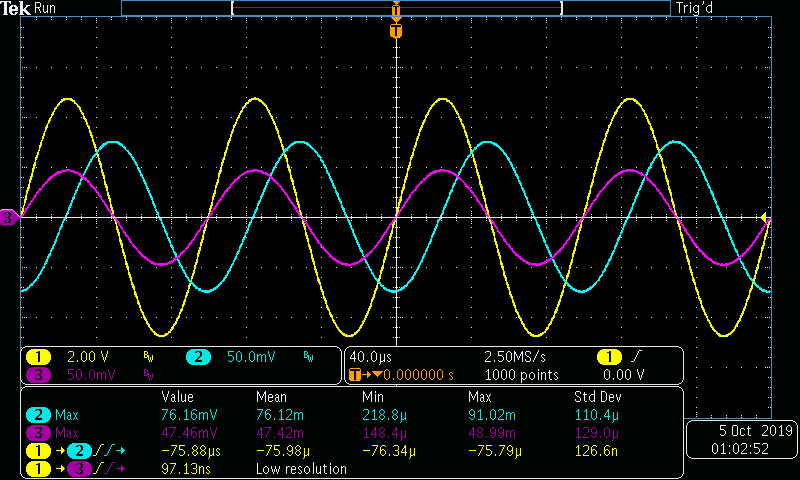 Tek Run Trig'd
T
T
3
1 2.00 V BW 2 50.0mV BW
3 50.0mV BW
40.0µs 2.50MS/s 1 
T→▼0.000000 s 1000 points 0.00 V
Value Mean Min Max Std Dev
2 Max 76.16mV 76.12m 218.8µ 91.02m 110.4µ
3 Max 47.46mV 47.42m 148.4µ 48.99m 129.0µ
1 →2 → −75.88µs −75.98µ −76.34µ −75.79µ 126.6n
1 →3 → 97.13ns Low resolution
5 Oct 2019
01:02:52